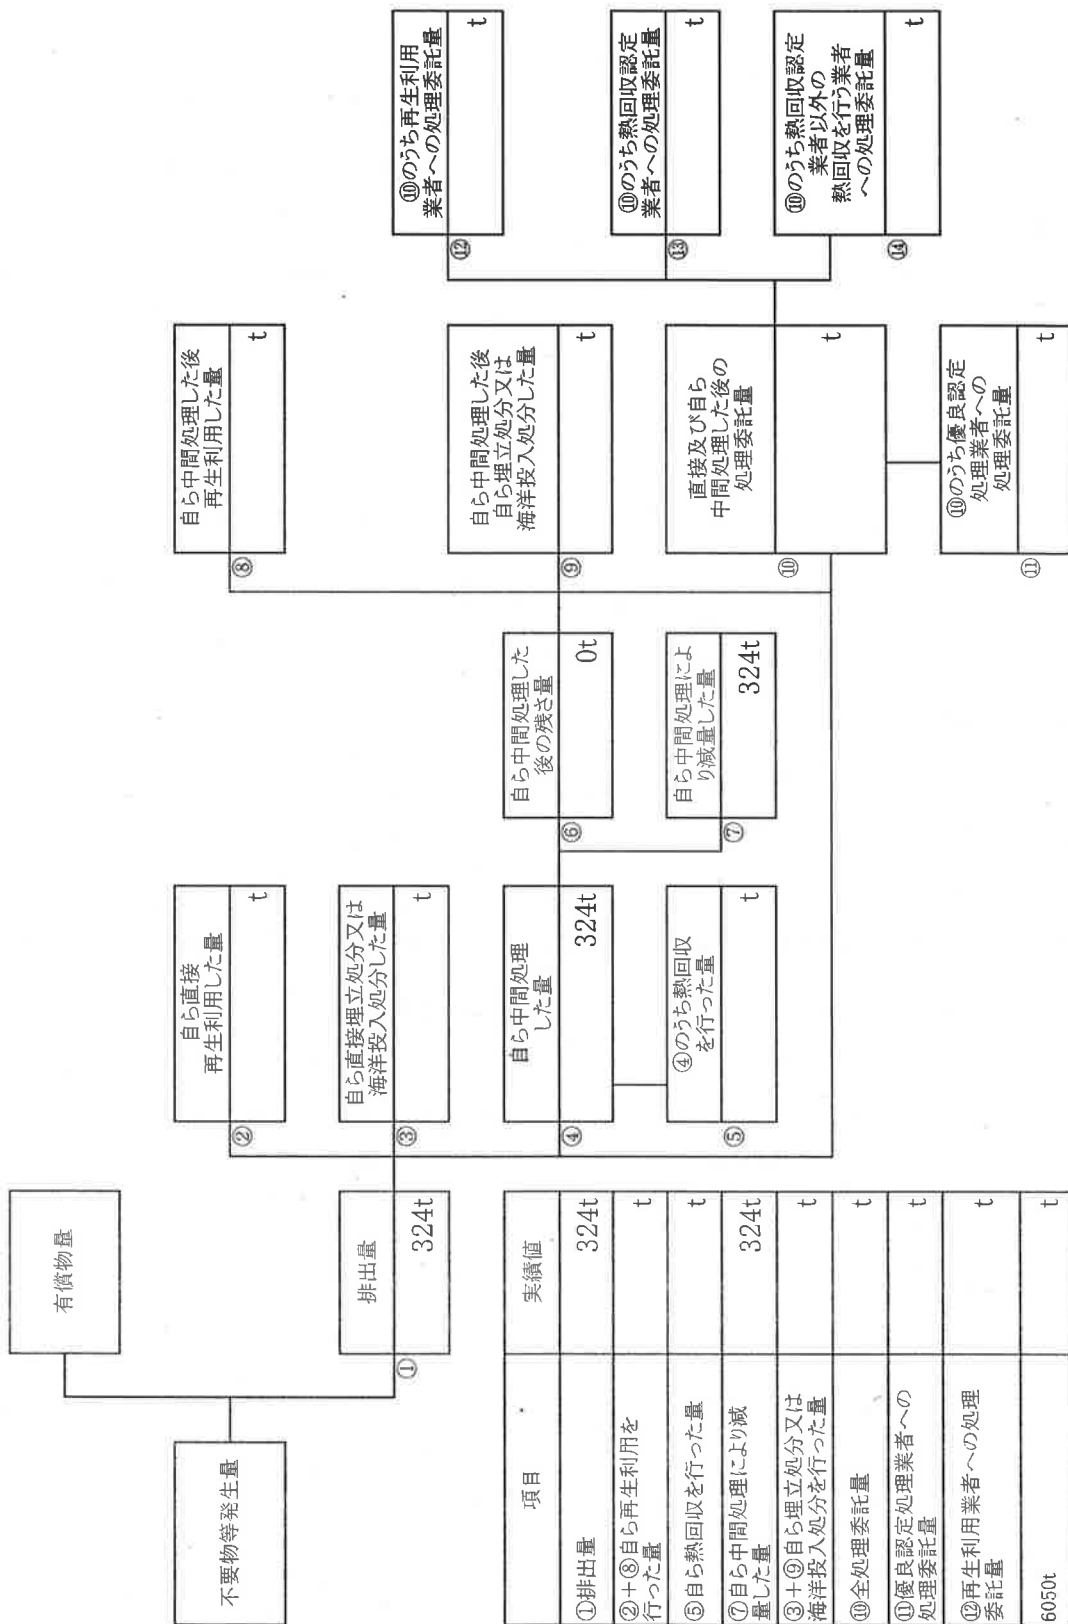 不要物等発生量
有償物量
排出量
① 324t
自ら直接
再生利用した量
② t
自ら直接埋立処分又は
海洋投入処分した量
③ t
自ら中間処理
した量
④ 324t
④のうち熱回収
を行った量
⑤ t
自ら中間処理した
後の残さ量
⑥ 0t
自ら中間処理によ
り減量した量
⑦ 324t
自ら中間処理した後
再生利用した量
⑧ t
自ら中間処理した後
自ら埋立処分又は
海洋投入処分した量
⑨ t
直接及び自ら
中間処理した後の
処理委託量
⑩ t
⑩のうち優良認定
処理業者への
処理委託量
⑪ t
⑩のうち再生利用
業者への処理委託量
⑫ t
⑩のうち熱回収認定
業者への処理委託量
⑬ t
⑩のうち熱回収認定
業者以外の
熱回収を行う業者
への処理委託量
⑭ t
項目 実績値
①排出量 324t
②+⑧自ら再生利用を
行った量 t
⑤自ら熱回収を行った量 t
⑦自ら中間処理により減
量した量 324t
③+⑨自ら埋立処分又は
海洋投入処分を行った量 t
⑩全処理委託量 t
⑪優良認定処理業者への
処理委託量 t
⑫再生利用業者への処理
委託量 t
6050t t